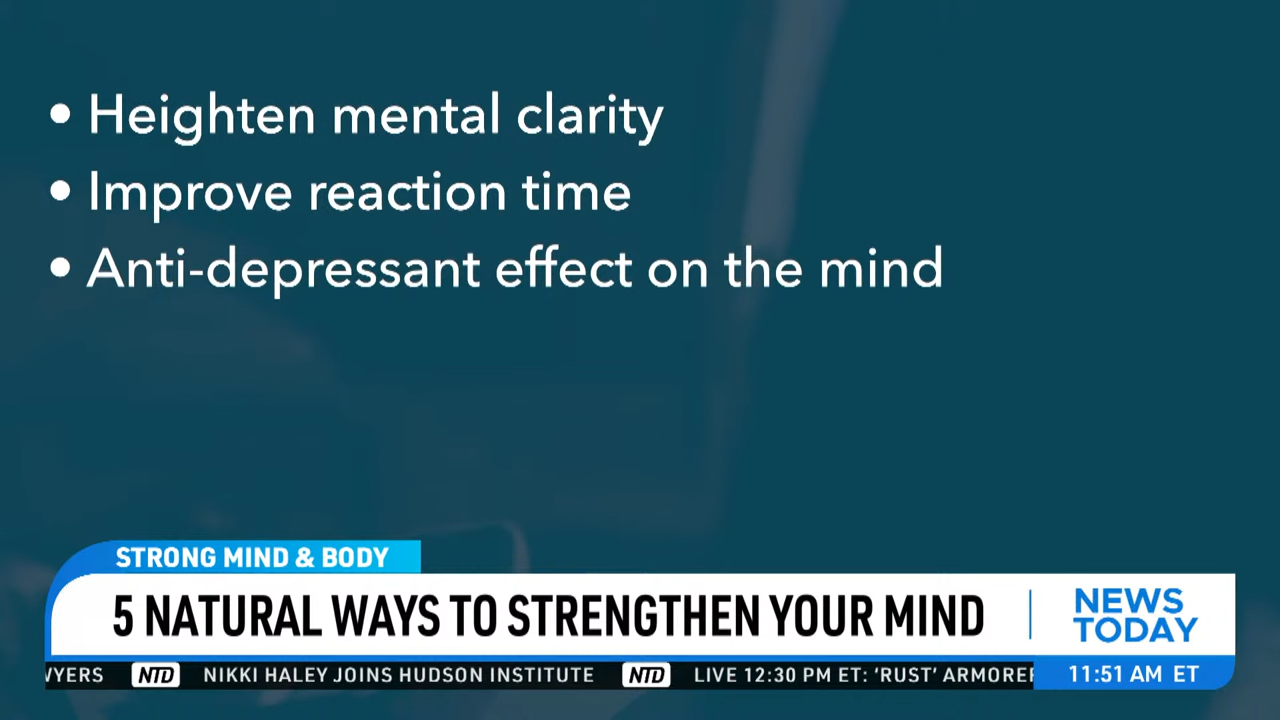 • Heighten mental clarity
• Improve reaction time
• Anti-depressant effect on the mind
STRONG MIND & BODY
5 NATURAL WAYS TO STRENGTHEN YOUR MIND
NEWS
TODAY
NTD NIKKI HALEY JOINS HUDSON INSTITUTE NTD LIVE 12:30 PM ET: ‘RUST’
11:51 AM ET